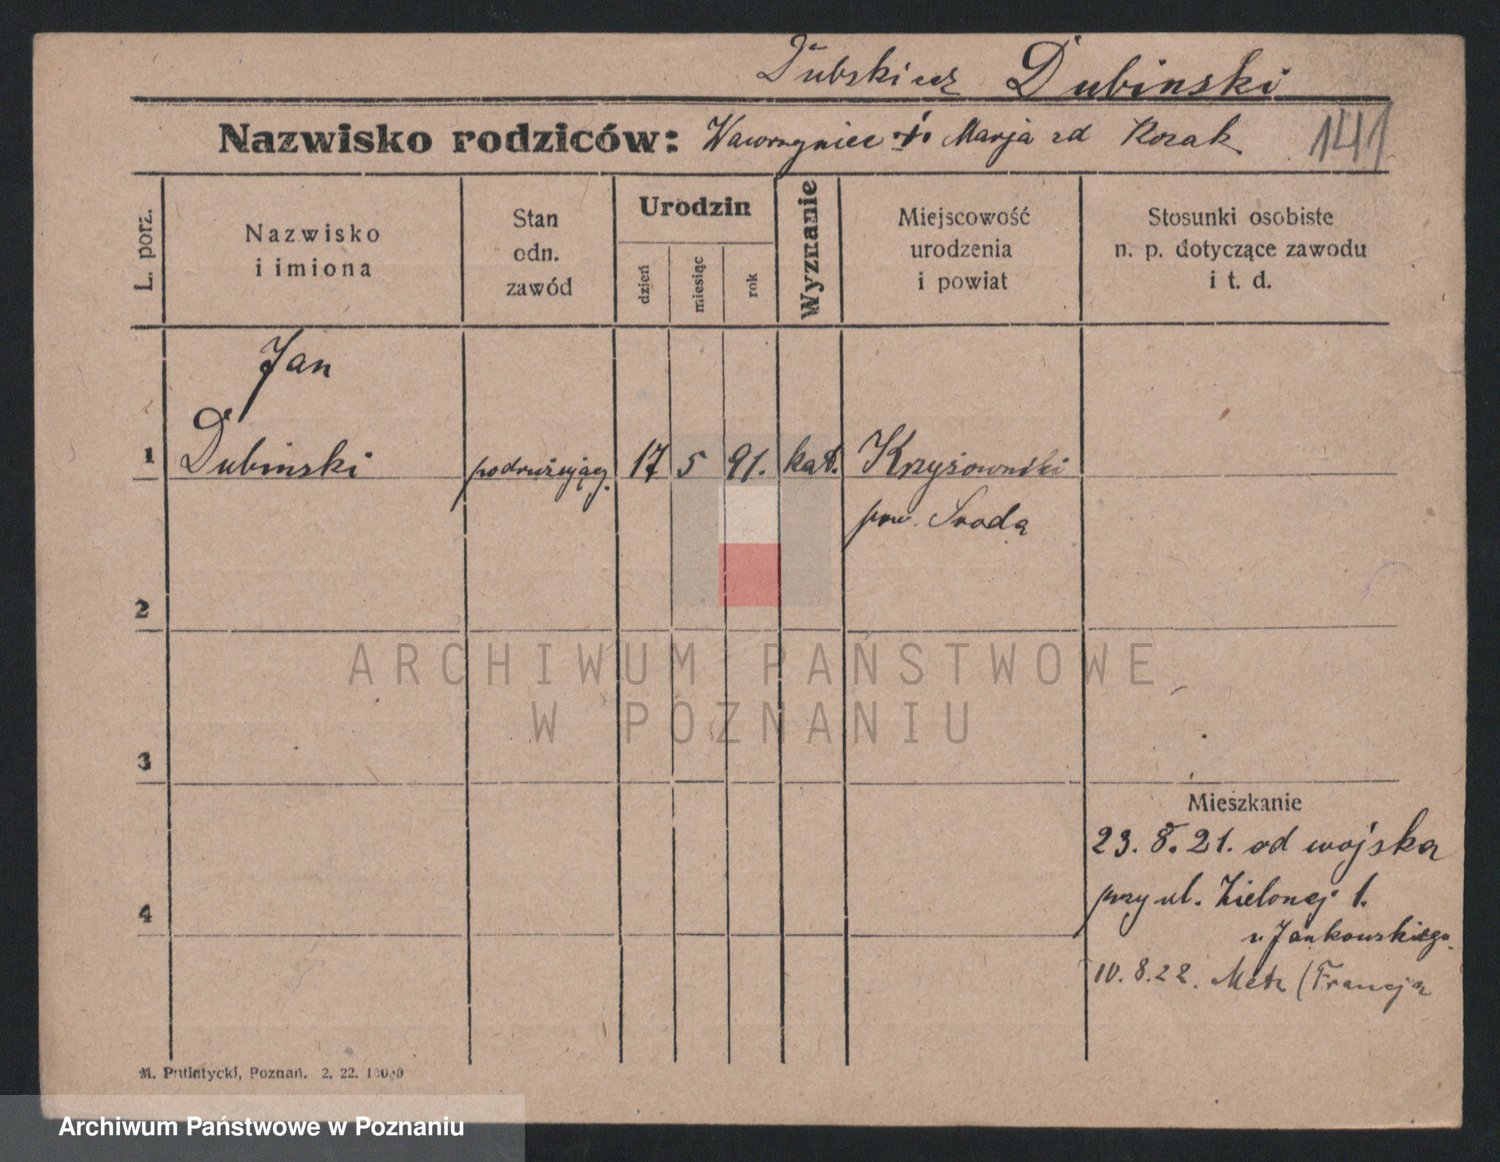 Dubinski
Nazwisko rodziców: Wawrzyniec i Marja zd Kozak
141
L. porz.
Nazwisko
i imiona
Stan
odn.
zawód
Urodzin
dzień
miesiąc
rok
Wyznanie
Miejscowość
urodzenia
i powiat
Stosunki osobiste
n. p. dotyczące zawodu
i t. d.
Jan
1 Dubinski podróżujący 17 5 91. kat. Krzyżowniki
pow. Środa
2
ARCHIWUM PAŃSTWOWE
W POZNANIU
3
Mieszkanie
23. 8. 21. od wojska
przy ul. Zielonej 1.
4
u Jankowskiego
10. 8. 22. Metz (Francja
M. Putiatycki, Poznań. 2. 22.
Archiwum Państwowe w Poznaniu